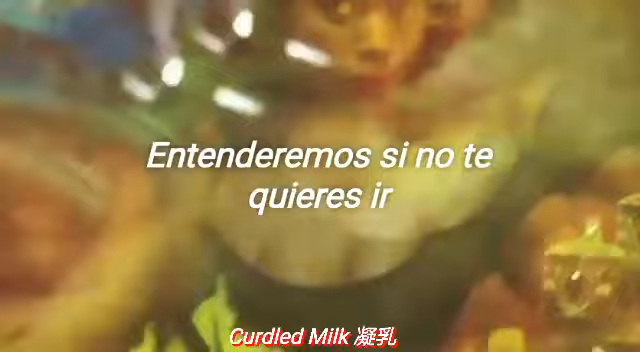 Entenderemos si no te
quieres ir
Curdled Milk 凝乳